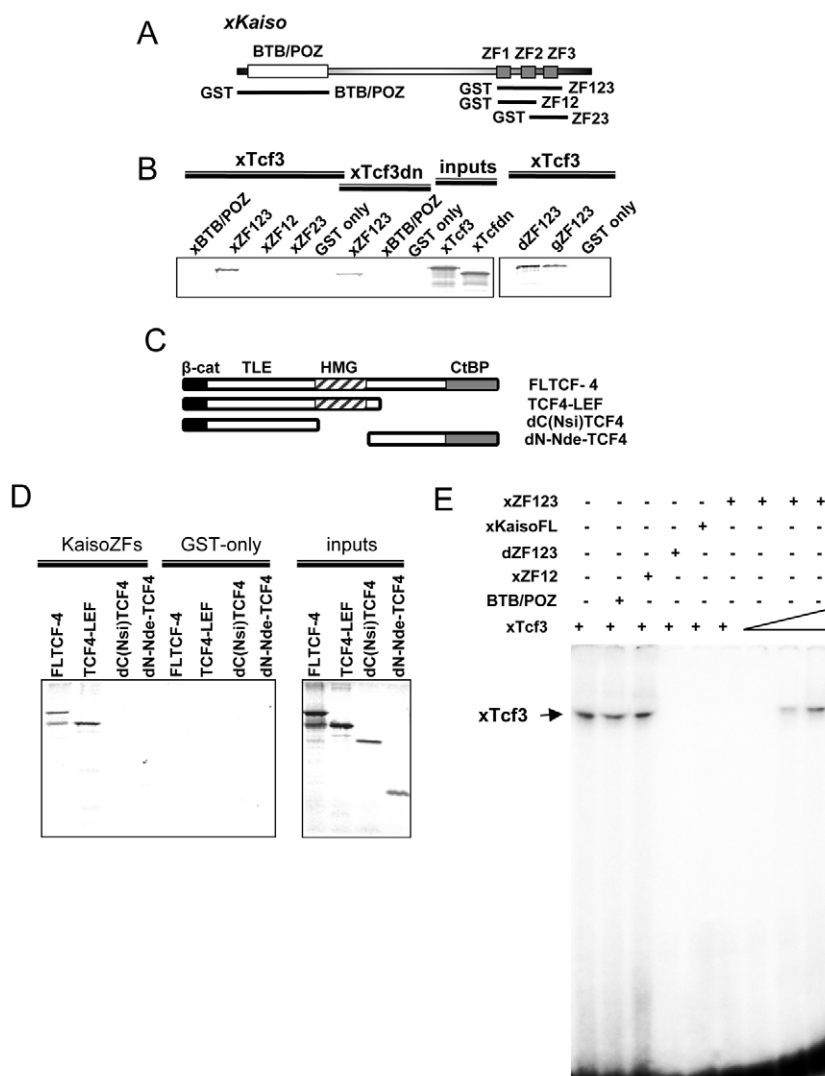 A
xKaiso
BTB/POZ ZF1 ZF2 ZF3
GST BTB/POZ GST ZF123
GST ZF12
GST ZF23
B
xTcf3 xTcf3dn inputs xTcf3
xBTB/POZ xZF123 xZF12 xZF23 GST only xZF123 xBTB/POZ GST only xTcf3 xTcfdn dZF123 gZF123 GST only
C
β-cat TLE HMG CtBP
FLTCF- 4
TCF4-LEF
dC(Nsi)TCF4
dN-Nde-TCF4
D
KaisoZFs GST-only inputs
FLTCF-4 TCF4-LEF dC(Nsi)TCF4 dN-Nde-TCF4 FLTCF-4 TCF4-LEF dC(Nsi)TCF4 dN-Nde-TCF4 FLTCF-4 TCF4-LEF dC(Nsi)TCF4 dN-Nde-TCF4
E
xZF123 - - - - - + + + +
xKaisoFL - - - - + - - - -
dZF123 - - - + - - - - -
xZF12 - - + - - - - - -
BTB/POZ - + - - - - - - -
xTcf3 + + + + + +
xTcf3